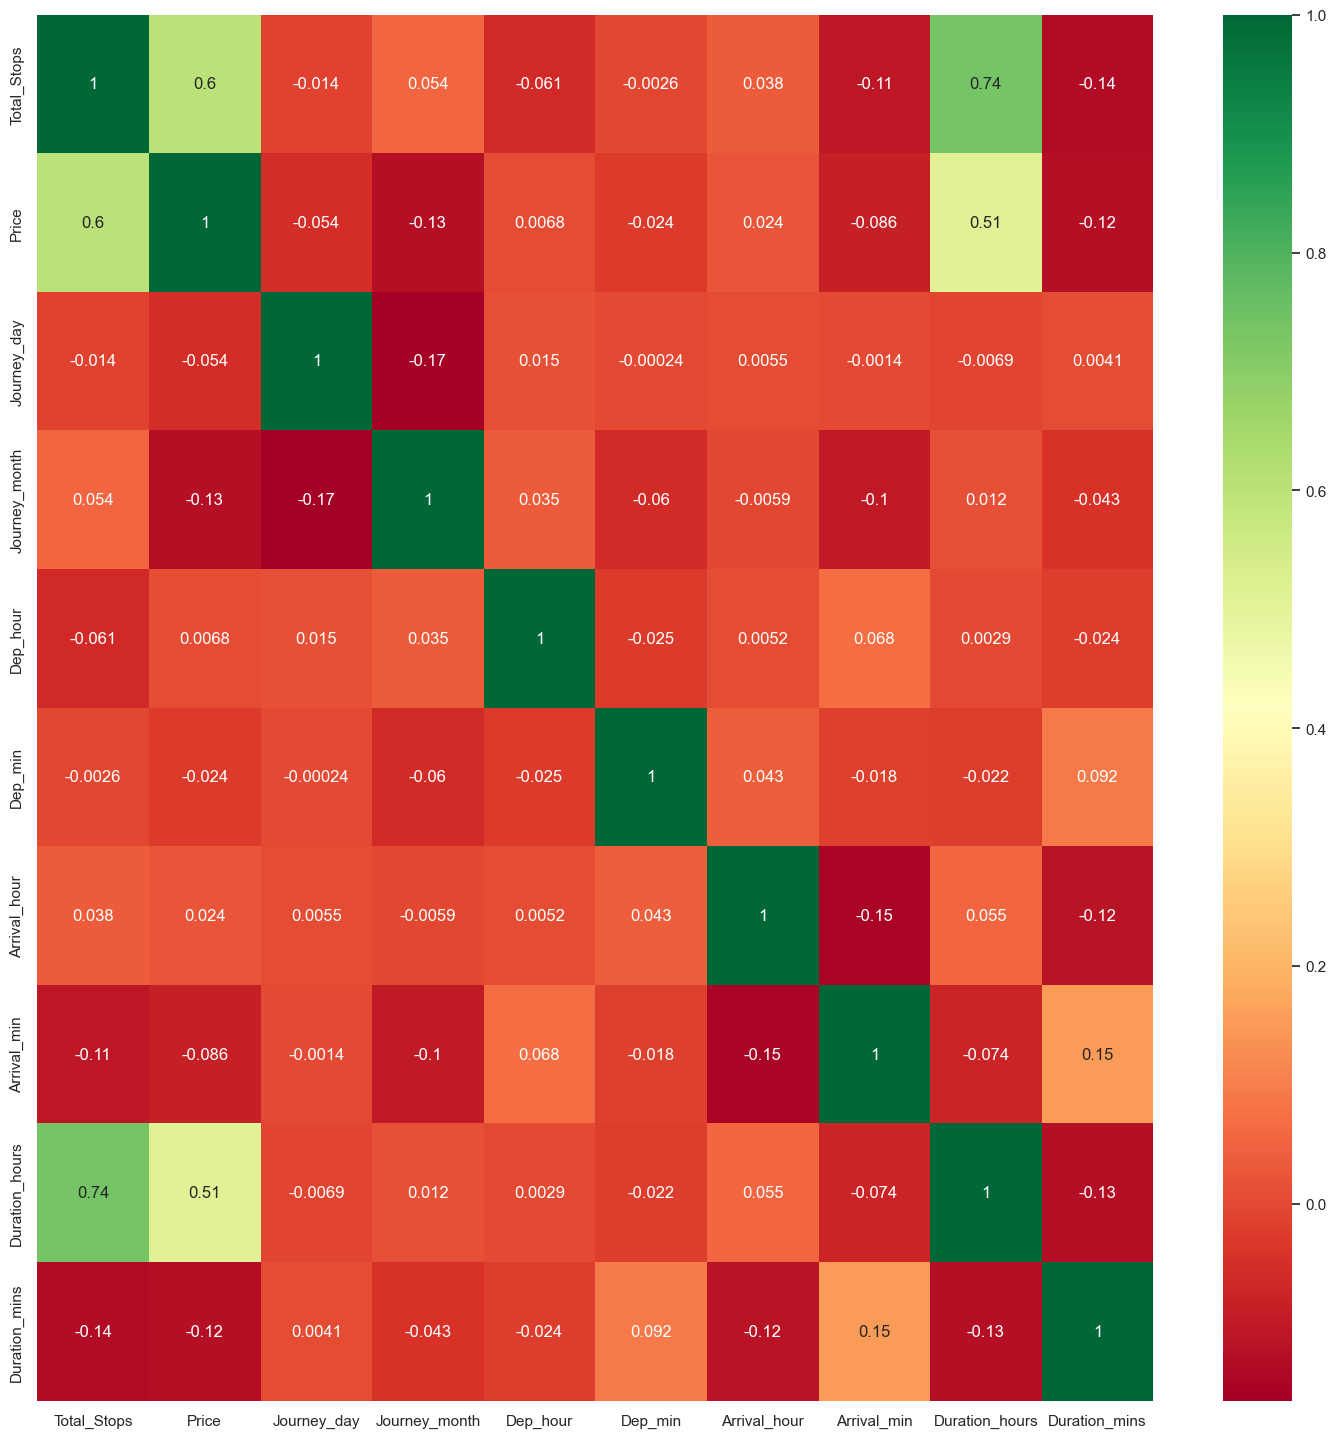 Total_Stops 1 0.6 -0.014 0.054 -0.061 -0.0026 0.038 -0.11 0.74 -0.14
Price 0.6 1 -0.054 -0.13 0.0068 -0.024 0.024 -0.086 0.51 -0.12
Journey_day -0.014 -0.054 1 -0.17 0.015 -0.00024 0.0055 -0.0014 -0.0069 0.0041
Journey_month 0.054 -0.13 -0.17 1 0.035 -0.06 -0.0059 -0.1 0.012 -0.043
Dep_hour -0.061 0.0068 0.015 0.035 1 -0.025 0.0052 0.068 0.0029 -0.024
Dep_min -0.0026 -0.024 -0.00024 -0.06 -0.025 1 0.043 -0.018 -0.022 0.092
Arrival_hour 0.038 0.024 0.0055 -0.0059 0.0052 0.043 1 -0.15 0.055 -0.12
Arrival_min -0.11 -0.086 -0.0014 -0.1 0.068 -0.018 -0.15 1 -0.074 0.15
Duration_hours 0.74 0.51 -0.0069 0.012 0.0029 -0.022 0.055 -0.074 1 -0.13
Duration_mins -0.14 -0.12 0.0041 -0.043 -0.024 0.092 -0.12 0.15 -0.13 1
Total_Stops Price Journey_day Journey_month Dep_hour Dep_min Arrival_hour Arrival_min Duration_hours Duration_mins
1.0
0.8
0.6
0.4
0.2
0.0